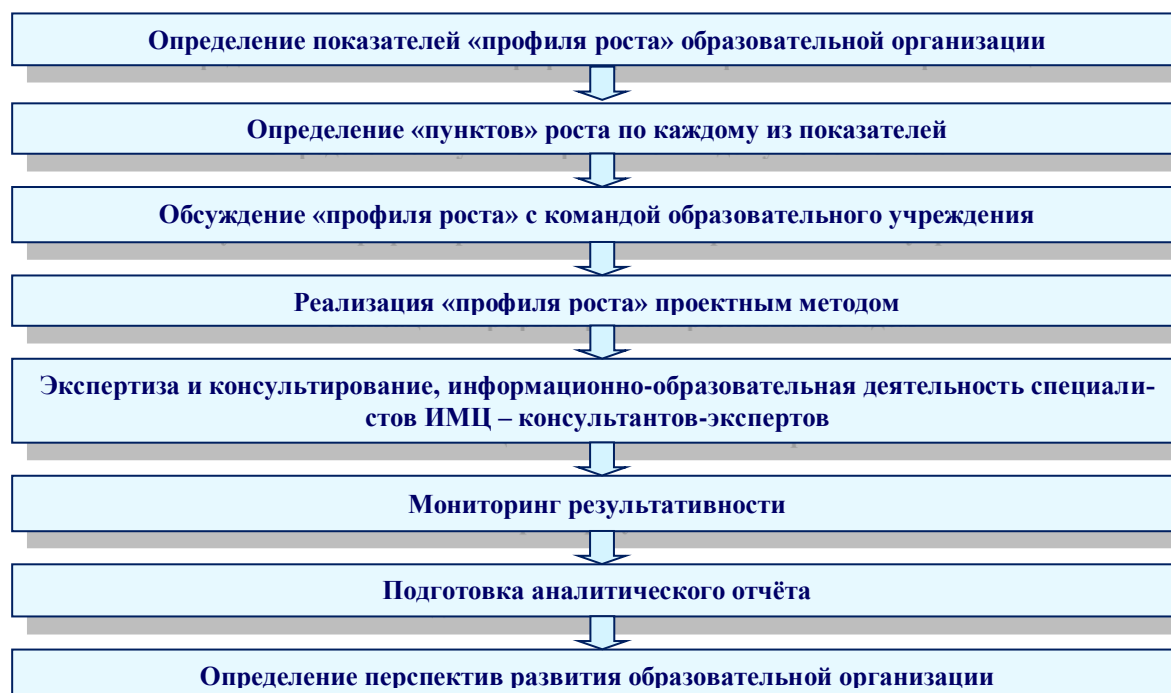 Определение показателей «профиля роста» образовательной организации
Определение «пунктов» роста по каждому из показателей
Обсуждение «профиля роста» с командой образовательного учреждения
Реализация «профиля роста» проектным методом
Экспертиза и консультирование, информационно-образовательная деятельность специали-
стов ИМЦ – консультантов-экспертов
Мониторинг результативности
Подготовка аналитического отчёта
Определение перспектив развития образовательной организации